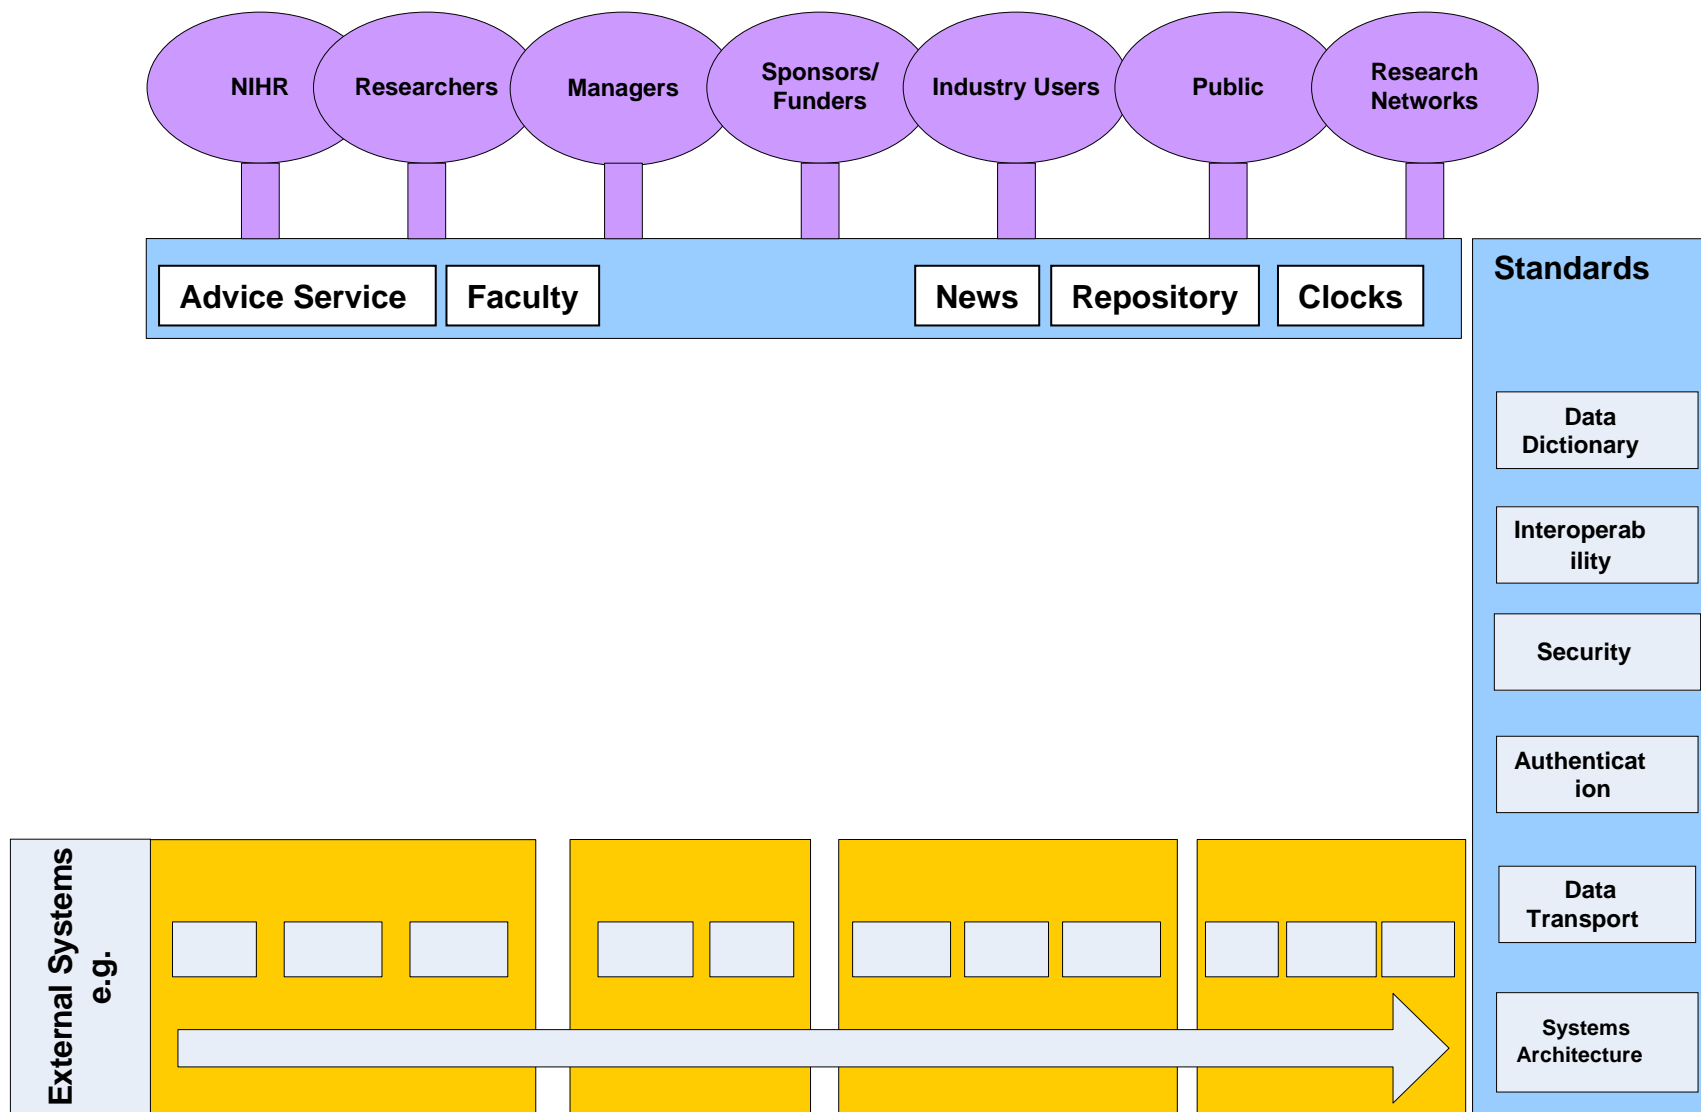 NIHR
Researchers
Managers
Sponsors/
Funders
Industry Users
Public
Research
Networks
Advice Service
Faculty
News
Repository
Clocks
Standards
Data
Dictionary
Interoperab
ility
Security
Authenticat
ion
Data
Transport
Systems
Architecture
External Systems
e.g.